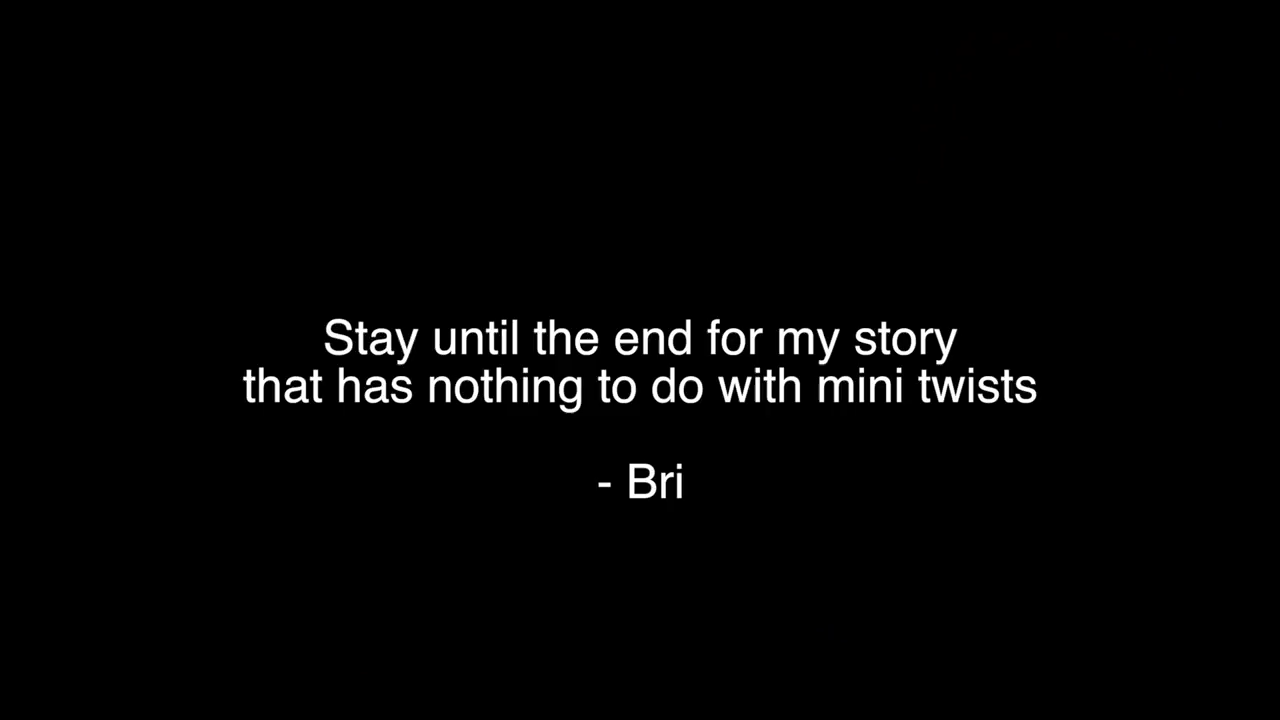 Stay until the end for my story
that has nothing to do with mini twists
- Bri